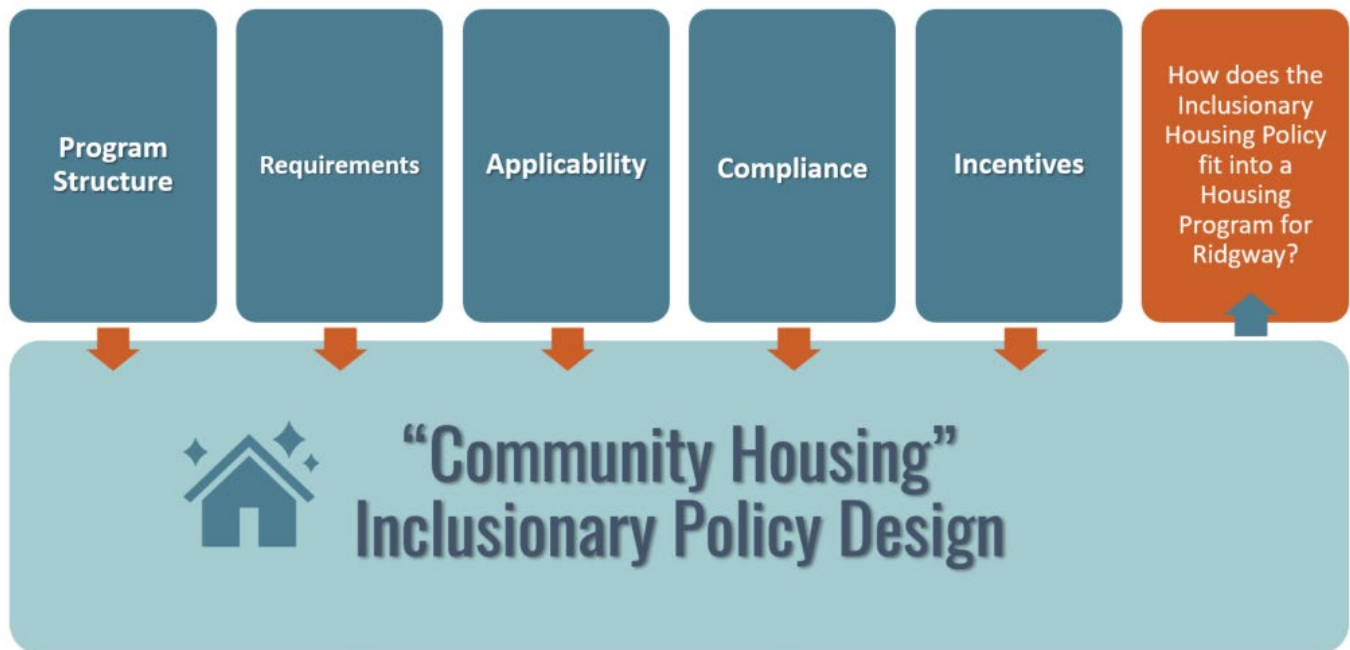 Program
Structure
Requirements
Applicability
Compliance
Incentives
How does the
Inclusionary
Housing Policy
fit into a
Housing
Program for
Ridgway?
“Community Housing”
Inclusionary Policy Design